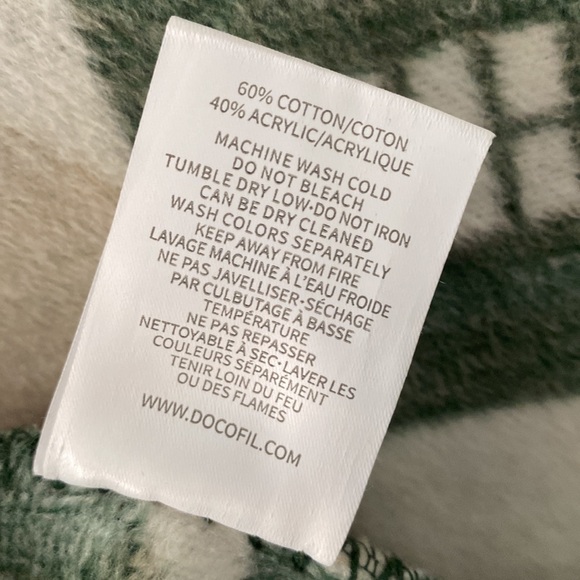 60% COTTON/COTON
40% ACRYLIC/ACRYLIQUE
MACHINE WASH COLD
DO NOT BLEACH
TUMBLE DRY LOW·DO NOT IRON
CAN BE DRY CLEANED
WASH COLORS SEPARATELY
KEEP AWAY FROM FIRE
LAVAGE MACHINE À L'EAU FROIDE
NE PAS JAVELLISER·SÉCHAGE
PAR CULBUTAGE À BASSE
TEMPÉRATURE
NE PAS REPASSER
NETTOYABLE À SEC·LAVER LES
COULEURS SÉPARÉMENT
TENIR LOIN DU FEU
OU DES FLAMES
WWW.DOCOFIL.COM